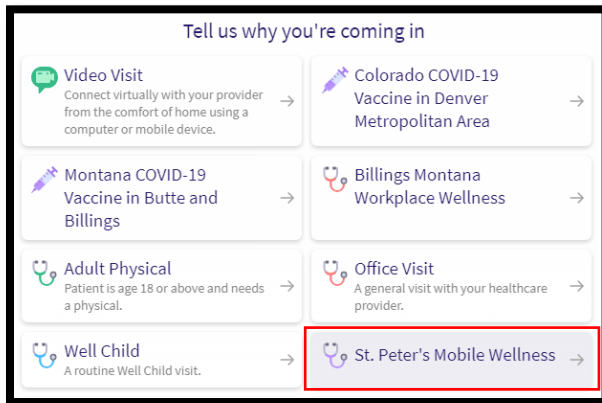 Tell us why you're coming in
Video Visit
Connect virtually with your provider
from the comfort of home using a
computer or mobile device.
Colorado COVID-19
Vaccine in Denver
Metropolitan Area
Montana COVID-19
Vaccine in Butte and
Billings
Billings Montana
Workplace Wellness
Adult Physical
Patient is age 18 or above and needs
a physical.
Office Visit
A general visit with your healthcare
provider.
Well Child
A routine Well Child visit.
St. Peter's Mobile Wellness